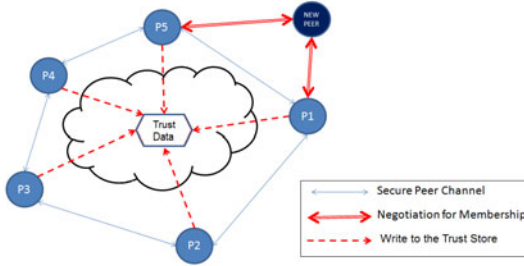 NEW
PEER
P5
P4
Trust
Data
P1
P3
P2
Secure Peer Channel
Negotiation for Membership
Write to the Trust Store